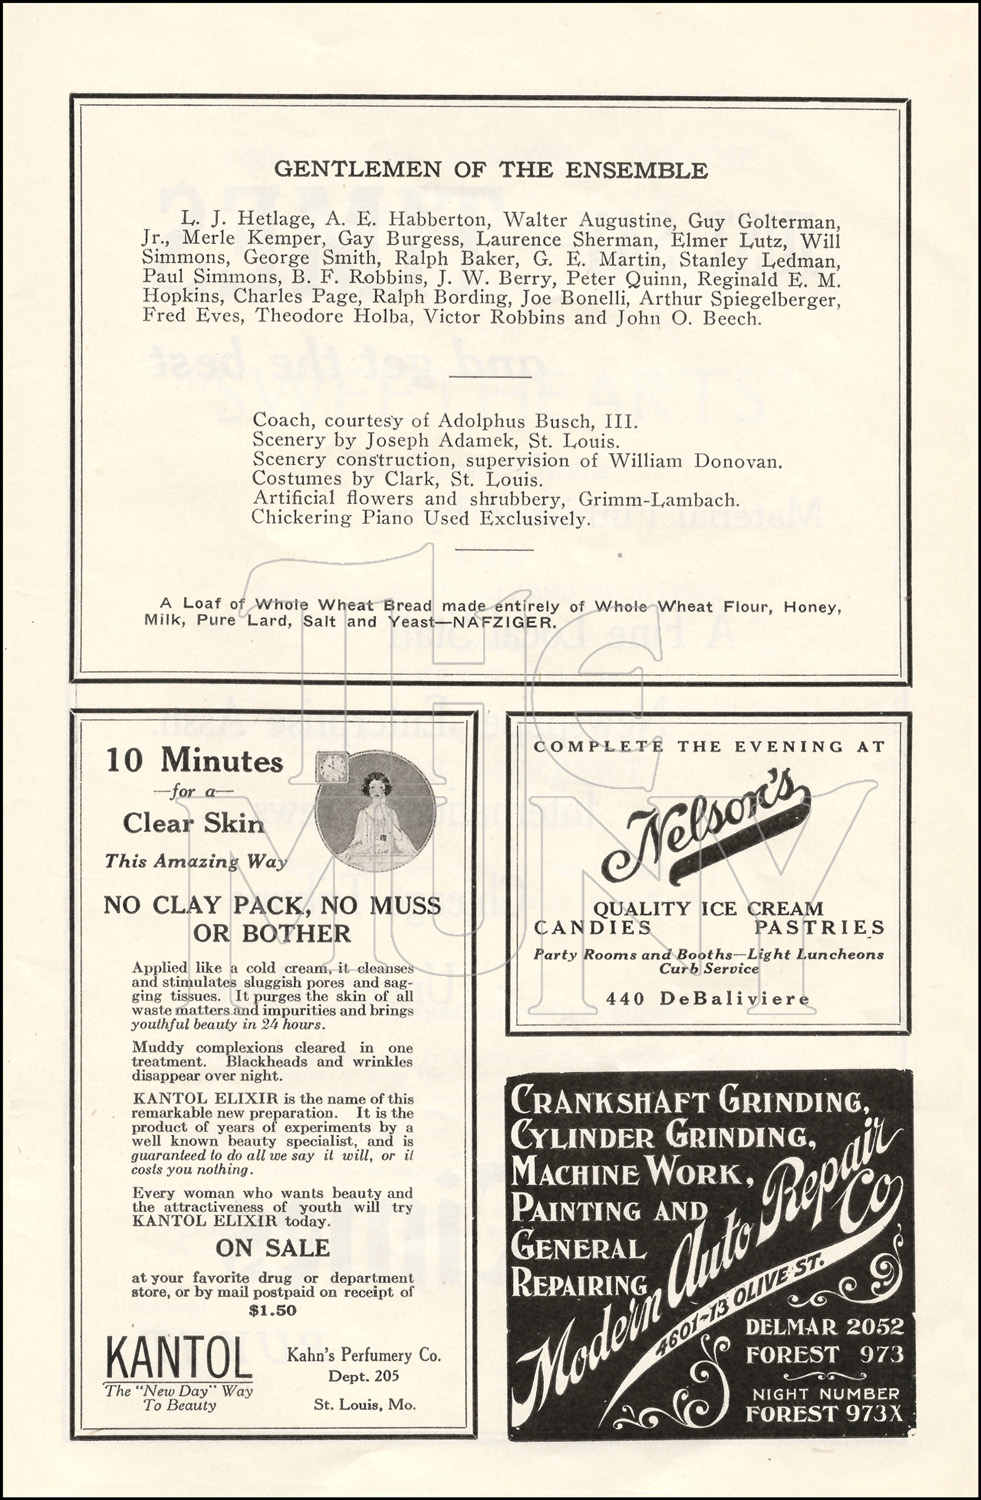 GENTLEMEN OF THE ENSEMBLE
L. J. Hetlage, A. E. Habberton, Walter Augustine, Guy Golterman,
Jr., Merle Kemper, Gay Burgess, Laurence Sherman, Elmer Lutz, Will
Simmons, George Smith, Ralph Baker, G. E. Martin, Stanley Ledman,
Paul Simmons, B. F. Robbins, J. W. Berry, Peter Quinn, Reginald E. M.
Hopkins, Charles Page, Ralph Bording, Joe Bonelli, Arthur Spiegelberger,
Fred Eves, Theodore Holba, Victor Robbins and John O. Beech.
Coach, courtesy of Adolphus Busch, III.
Scenery by Joseph Adamek, St. Louis.
Scenery construction, supervision of William Donovan.
Costumes by Clark, St. Louis.
Artificial flowers and shrubbery, Grimm-Lambach.
Chickering Piano Used Exclusively.
A Loaf of Whole Wheat Bread made entirely of Whole Wheat Flour, Honey,
Milk, Pure Lard, Salt and Yeast—NAFZIGER.
THE
MUNY
10 Minutes
—for a—
Clear Skin
This Amazing Way
NO CLAY PACK, NO MUSS
OR BOTHER
Applied like a cold cream, it cleanses
and stimulates sluggish pores and sag-
ging tissues. It purges the skin of all
waste matters and impurities and brings
youthful beauty in 24 hours.
Muddy complexions cleared in one
treatment. Blackheads and wrinkles
disappear over night.
KANTOL ELIXIR is the name of this
remarkable new preparation. It is the
product of years of experiments by a
well known beauty specialist, and is
guaranteed to do all we say it will, or it
costs you nothing.
Every woman who wants beauty and
the attractiveness of youth will try
KANTOL ELIXIR today.
ON SALE
at your favorite drug or department
store, or by mail postpaid on receipt of
$1.50
KANTOL
The "New Day" Way
To Beauty
Kahn's Perfumery Co.
Dept. 205
St. Louis, Mo.
COMPLETE THE EVENING AT
Nelson's
QUALITY ICE CREAM
CANDIES PASTRIES
Party Rooms and Booths—Light Luncheons
Curb Service
440 DeBaliviere
CRANKSHAFT GRINDING,
CYLINDER GRINDING,
MACHINE WORK,
PAINTING AND
GENERAL
REPAIRING
Modern Auto Repair Co
4601-13 OLIVE ST.
DELMAR 2052
FOREST 973
NIGHT NUMBER
FOREST 973X